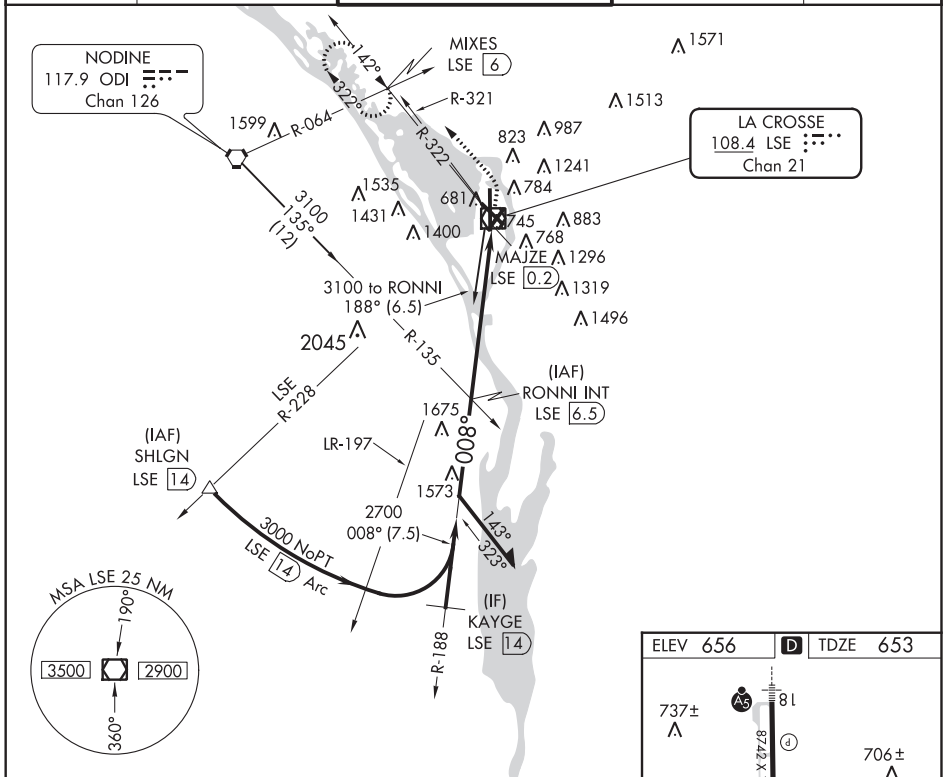 NODINE
117.9 ODI
Chan 126
MIXES
LSE 6
142°
322°
R-321
R-322
R-064
1599
1571
1513
987
823
1241
784
LA CROSSE
108.4 LSE
Chan 21
1535
1431
1400
681
745
883
768
MAJZE
LSE 0.2
1296
1319
1496
3100
135°
(12)
3100 to RONNI
188° (6.5)
2045
R-135
LSE
R-228
(IAF)
RONNI INT
LSE 6.5
1675
008°
LR-197
(IAF)
SHLGN
LSE 14
1573
2700
008° (7.5)
143°
323°
3000 NoPT
LSE 14 Arc
(IF)
KAYGE
LSE 14
R-188
MSA LSE 25 NM
190°
3500
2900
360°
ELEV 656
D
TDZE 653
737±
A5
18
P
8742 X
706±